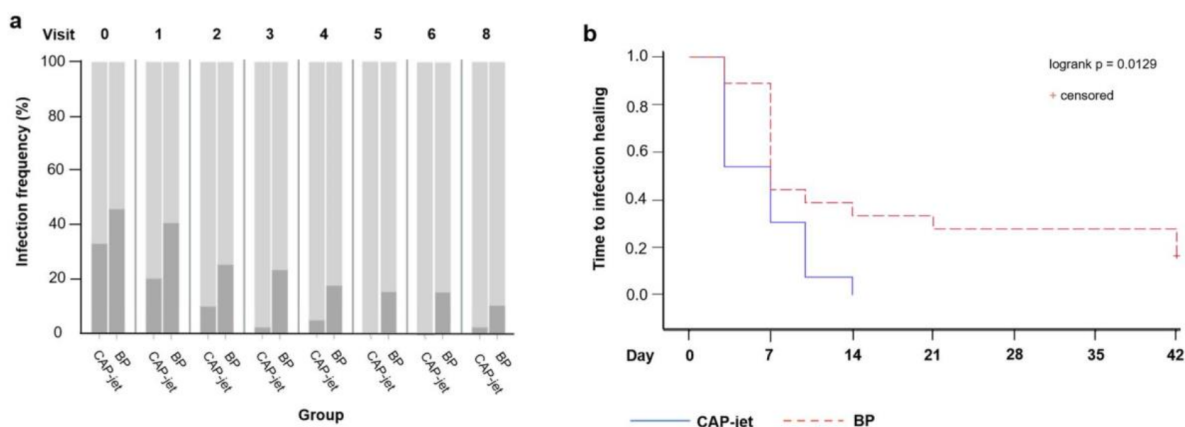 a
Visit 0 1 2 3 4 5 6 8
Infection frequency (%)
100
80
60
40
20
0
CAP-jet BP CAP-jet BP CAP-jet BP CAP-jet BP CAP-jet BP CAP-jet BP CAP-jet BP CAP-jet BP
Group
b
Time to infection healing
1.0
0.8
0.6
0.4
0.2
0.0
logrank p = 0.0129
+ censored
Day 0 7 14 21 28 35 42
CAP-jet BP